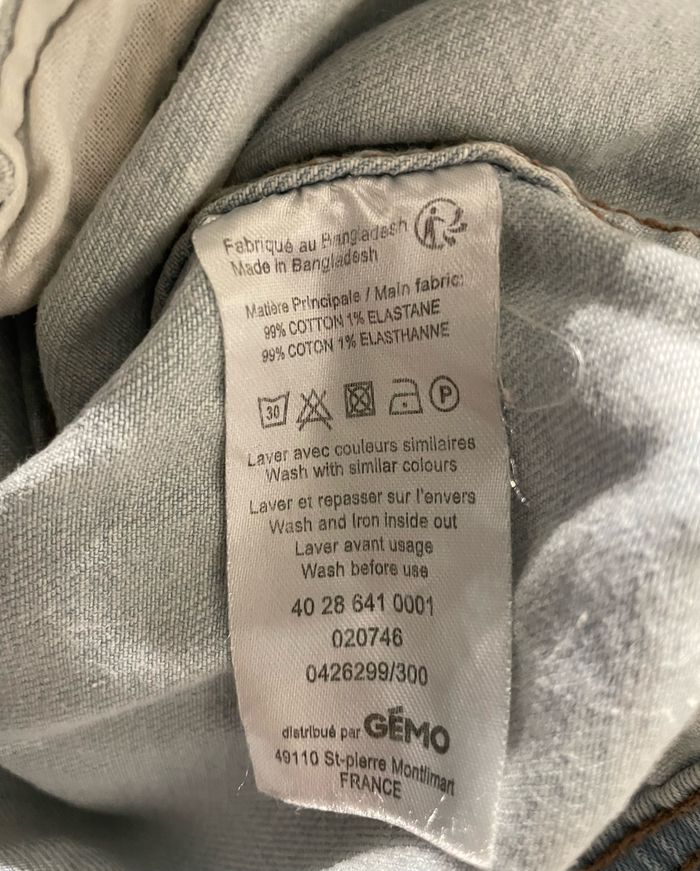 Fabriqué au Bangladesh
Made in Bangladesh
Matière Principale / Main fabric:
99% COTTON 1% ELASTANE
99% COTON 1% ELASTHANNE
30
P
Laver avec couleurs similaires
Wash with similar colours
Laver et repasser sur l'envers
Wash and Iron inside out
Laver avant usage
Wash before use
40 28 641 0001
020746
0426299/300
distribué par GÉMO
49110 St-pierre Montlimart
FRANCE